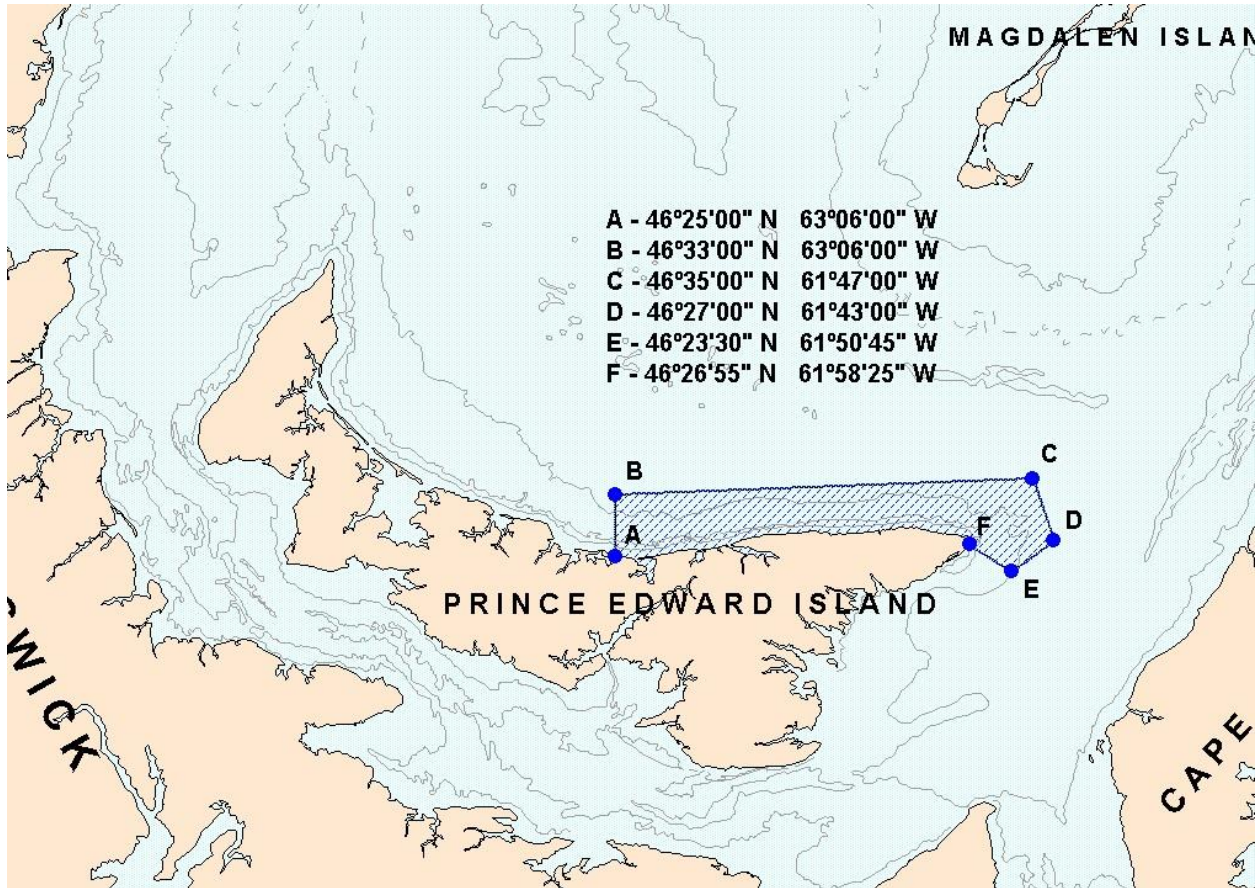 MAGDALEN ISLAN
A - 46º25'00" N 63º06'00" W
B - 46º33'00" N 63º06'00" W
C - 46º35'00" N 61º47'00" W
D - 46º27'00" N 61º43'00" W
E - 46º23'30" N 61º50'45" W
F - 46º26'55" N 61º58'25" W
C
B
D
A
F
E
PRINCE EDWARD ISLAND
WICK
CAPE